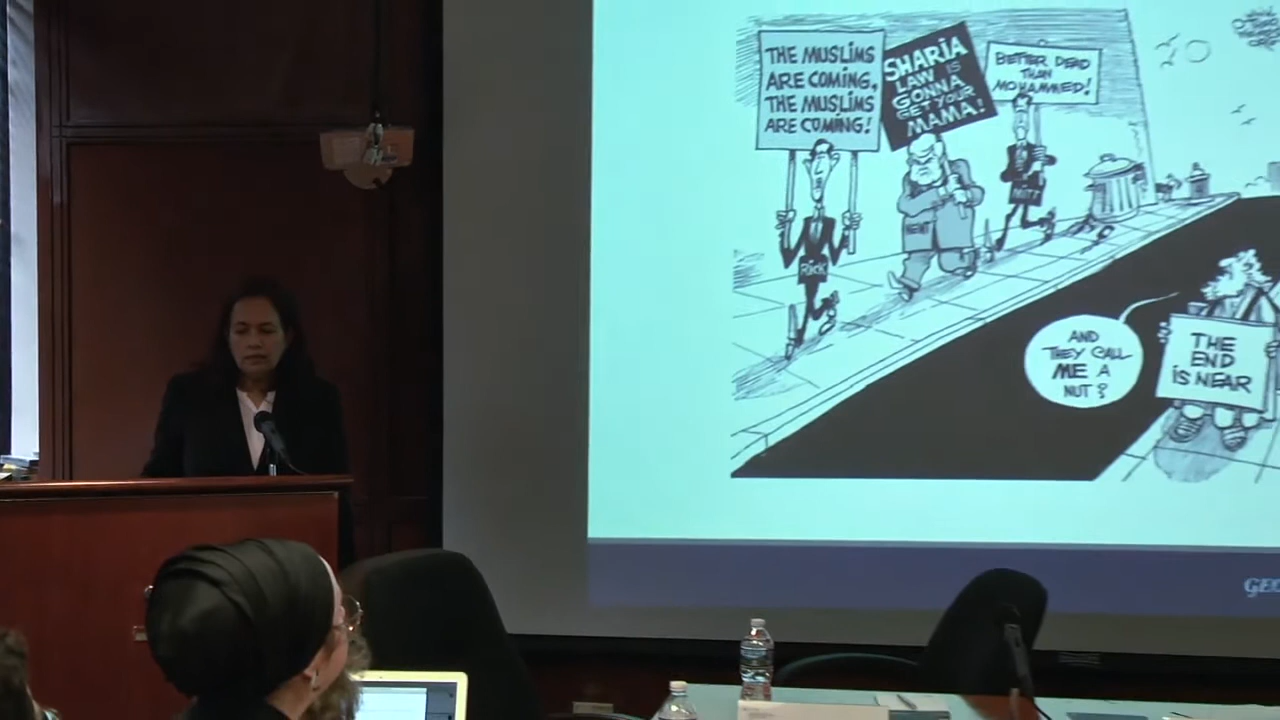 THE MUSLIMS
ARE COMING,
THE MUSLIMS
ARE COMING!
SHARIA
LAW IS
GONNA
GET YOUR
MAMA!
BETTER DEAD
THAN
MOHAMMED!
RICK
NEWT
MITT
AND
THEY CALL
ME A
NUT?
THE
END
IS NEAR